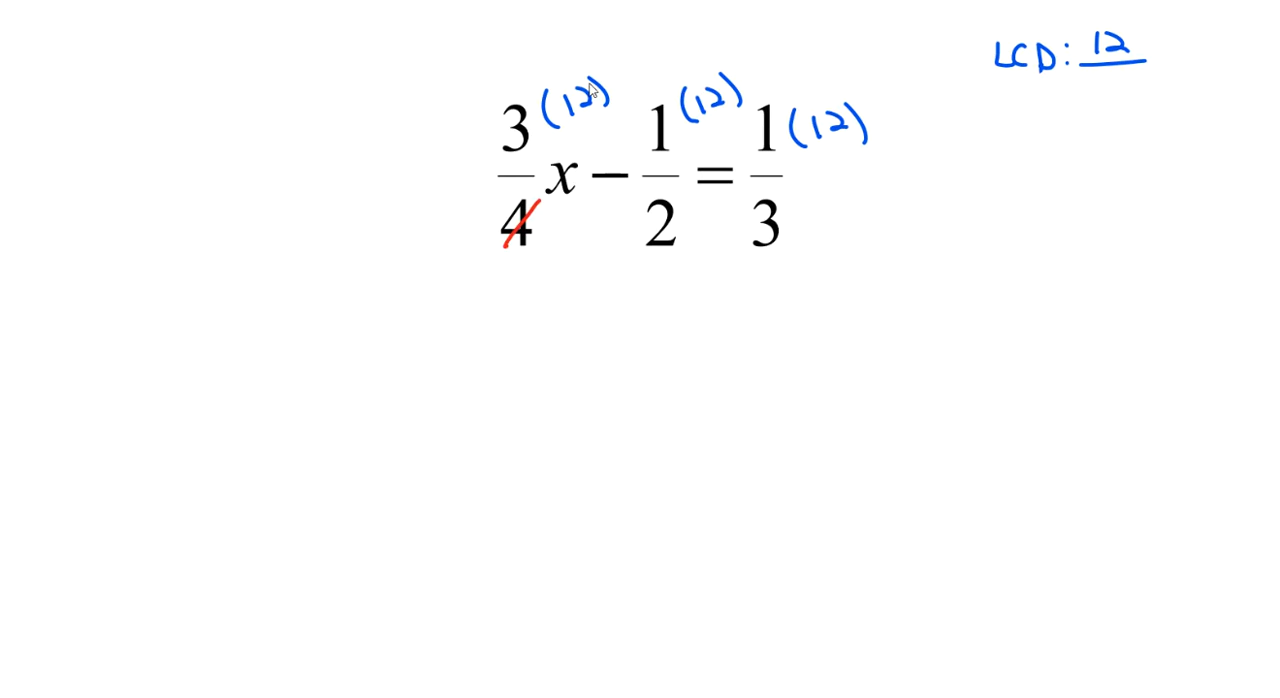 LCD: 12
3(12)/4 x − 1(12)/2 = 1(12)/3